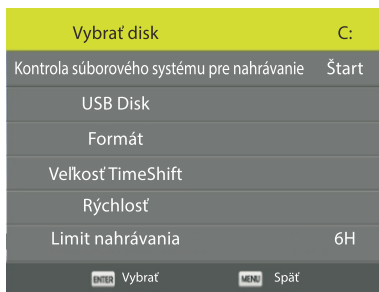 Vybrať disk C:
Kontrola súborového systému pre nahrávanie Štart
USB Disk
Formát
Veľkosť TimeShift
Rýchlosť
Limit nahrávania 6H
ENTER Vybrať MENU Späť